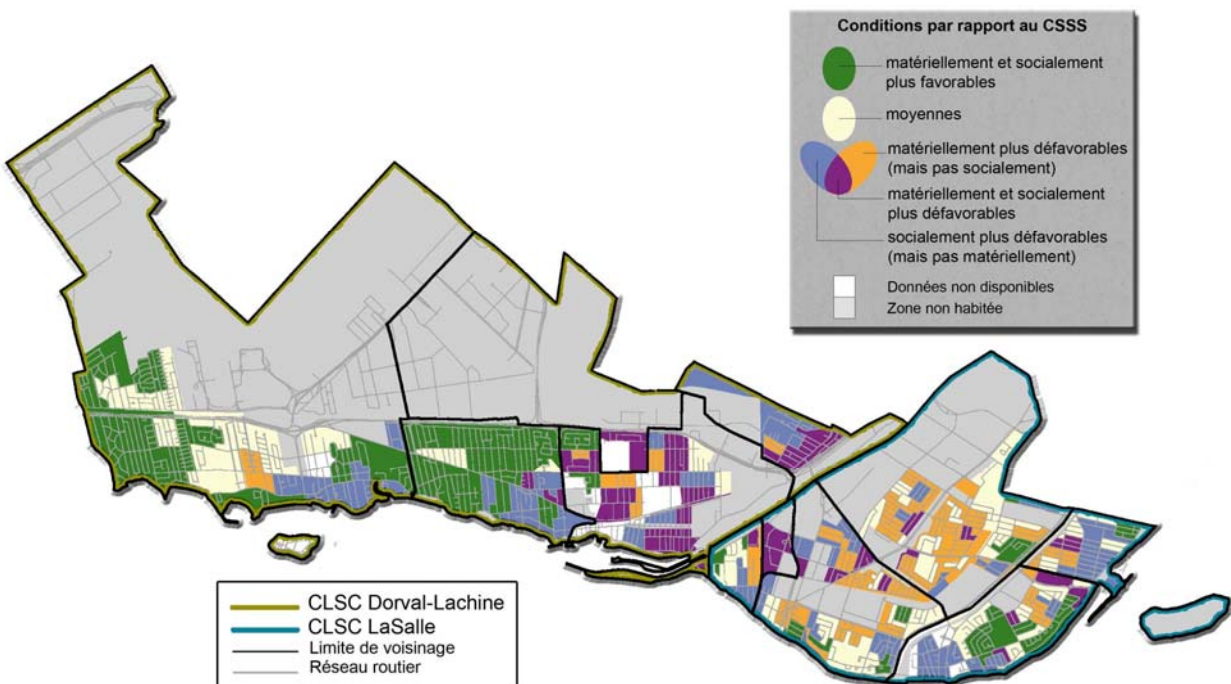 Conditions par rapport au CSSS
matériellement et socialement
plus favorables
moyennes
matériellement plus défavorables
(mais pas socialement)
matériellement et socialement
plus défavorables
socialement plus défavorables
(mais pas matériellement)
Données non disponibles
Zone non habitée
CLSC Dorval-Lachine
CLSC LaSalle
Limite de voisinage
Réseau routier